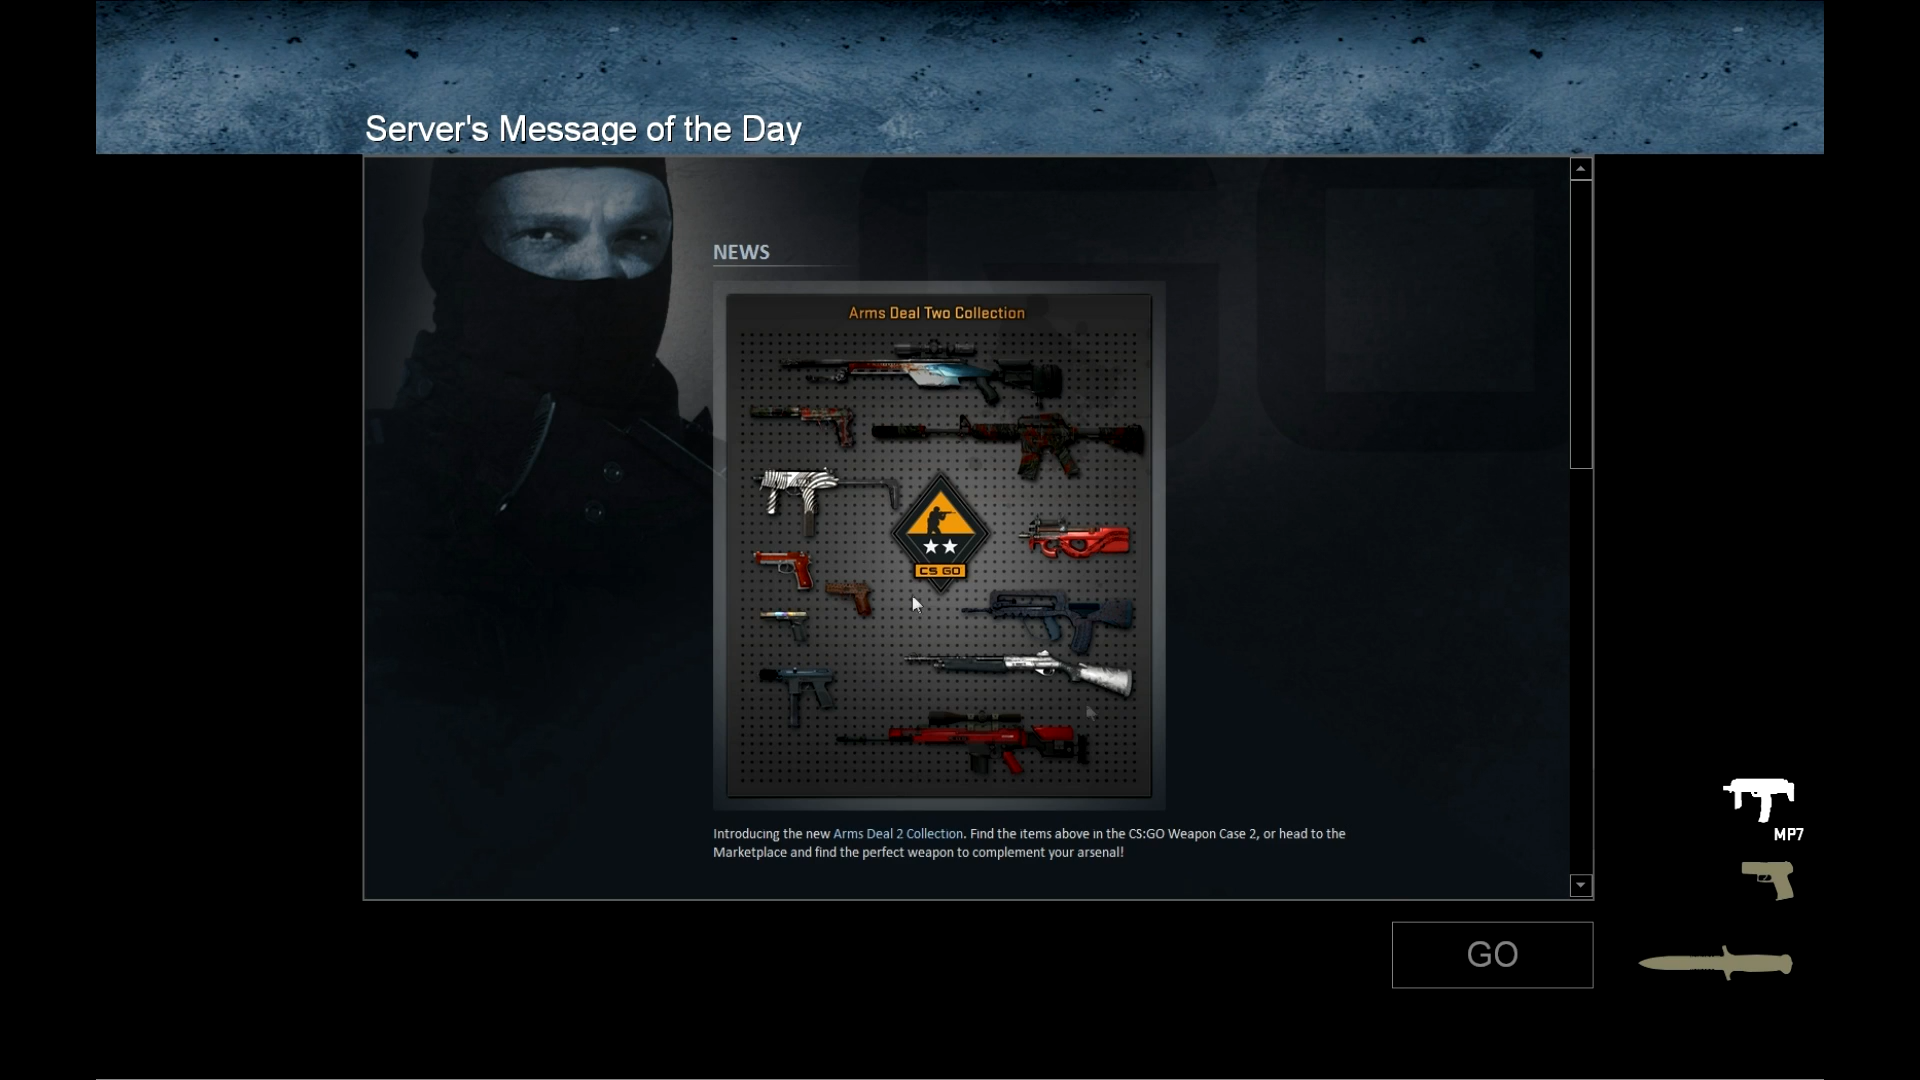 Server's Message of the Day
NEWS
Arms Deal Two Collection
CS GO
Introducing the new Arms Deal 2 Collection. Find the items above in the CS:GO Weapon Case 2, or head to the
Marketplace and find the perfect weapon to complement your arsenal!
MP7
GO